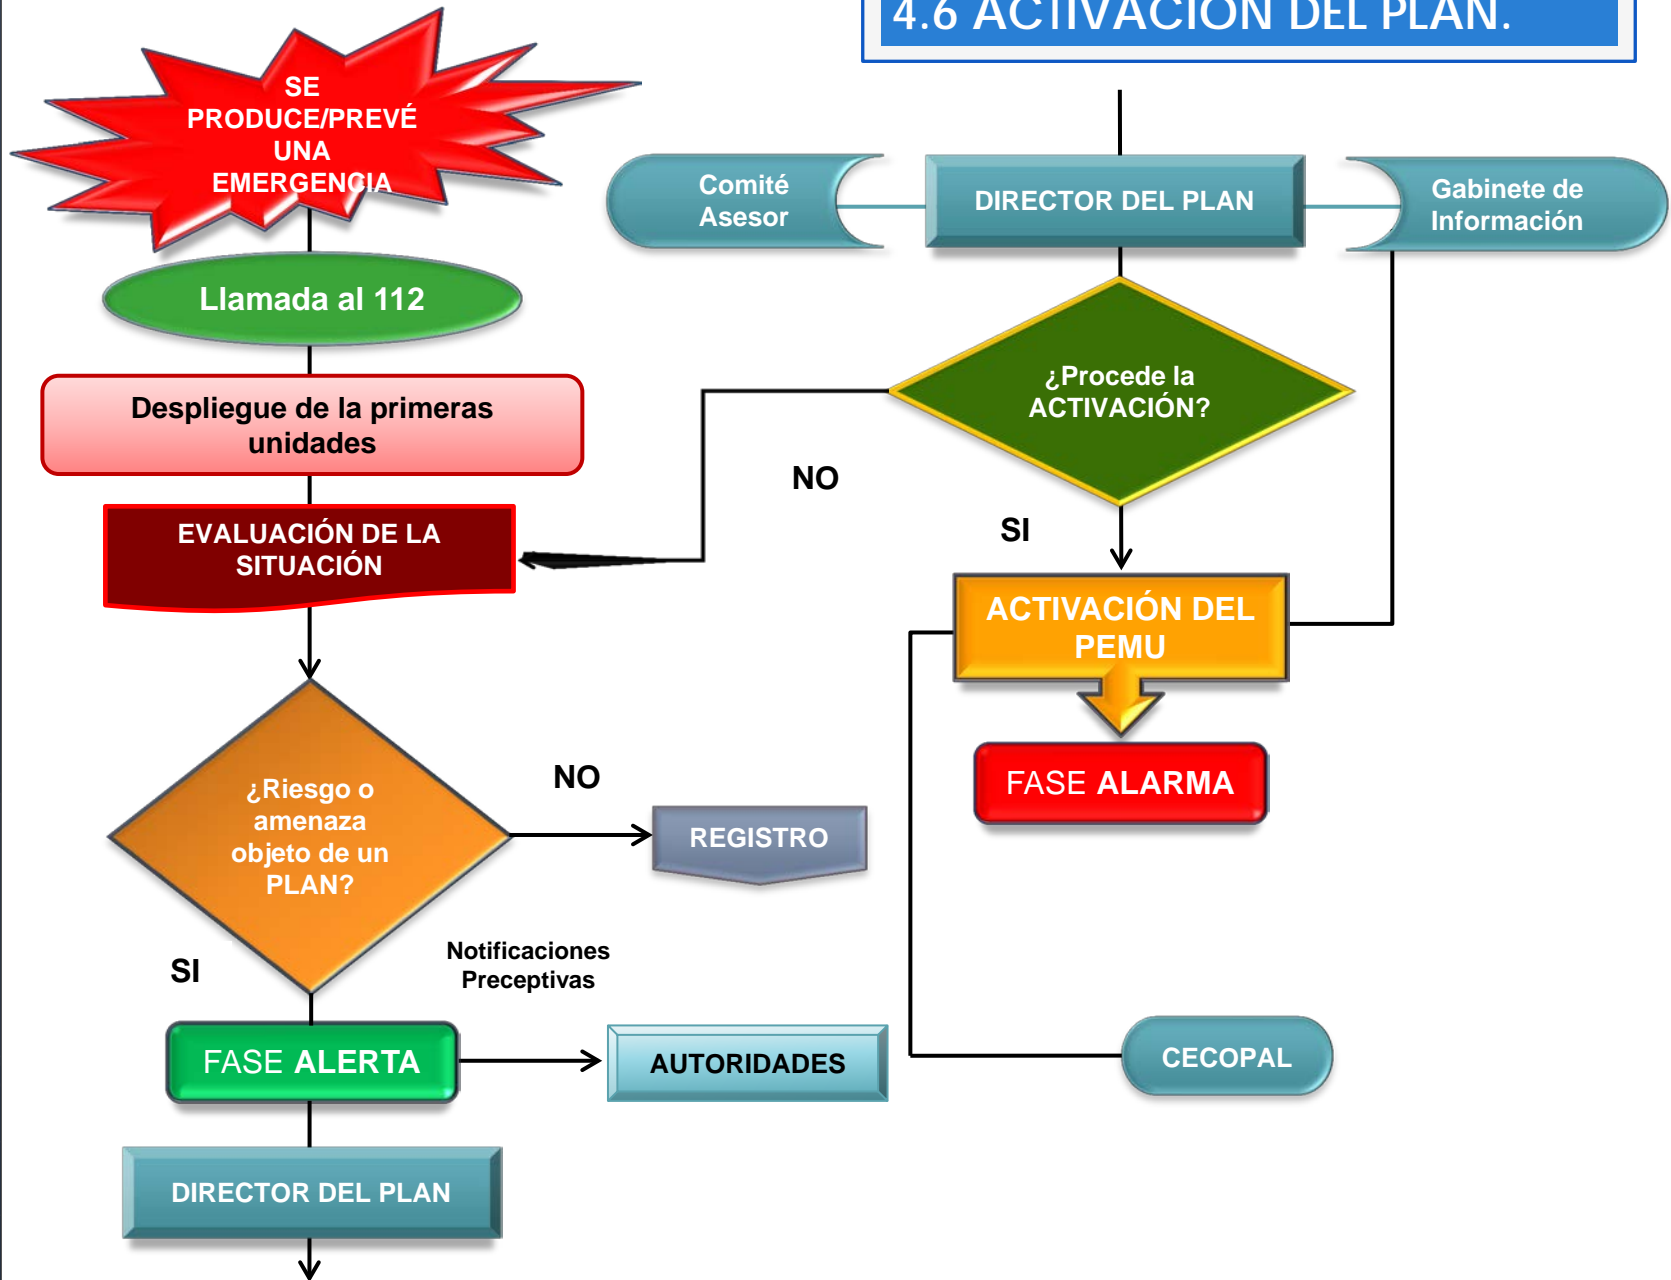 4.6 ACTIVACIÓN DEL PLAN.
SE
PRODUCE/PREVÉ
UNA
EMERGENCIA
Llamada al 112
Despliegue de la primeras
unidades
EVALUACIÓN DE LA
SITUACIÓN
¿Riesgo o
amenaza
objeto de un
PLAN?
NO
REGISTRO
SI
Notificaciones
Preceptivas
FASE ALERTA
AUTORIDADES
DIRECTOR DEL PLAN
Comité
Asesor
DIRECTOR DEL PLAN
Gabinete de
Información
¿Procede la
ACTIVACIÓN?
NO
SI
ACTIVACIÓN DEL
PEMU
FASE ALARMA
CECOPAL